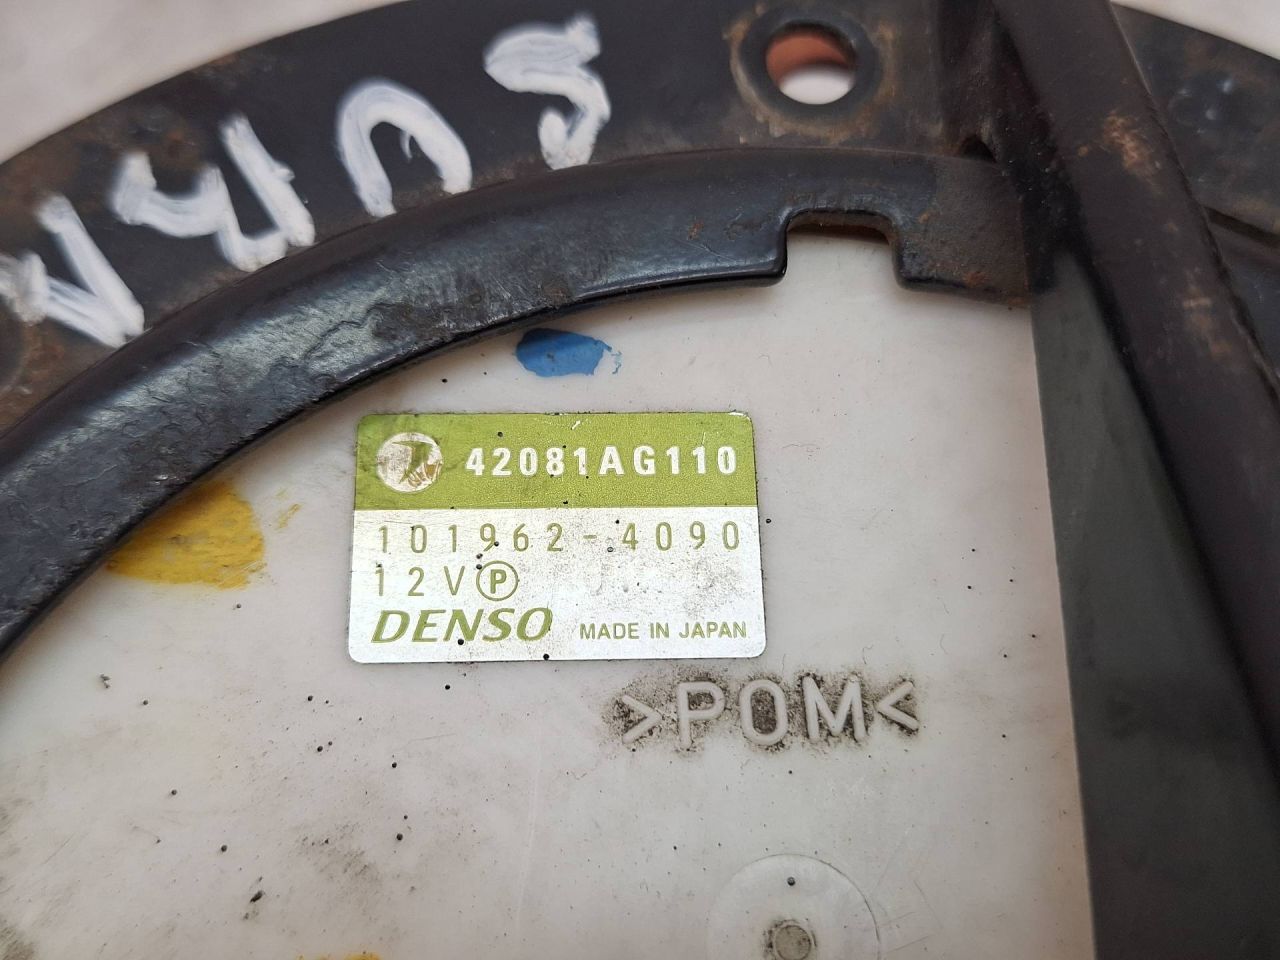 42081AG110
101962-4090
12V Ⓟ
DENSO MADE IN JAPAN
>POM<